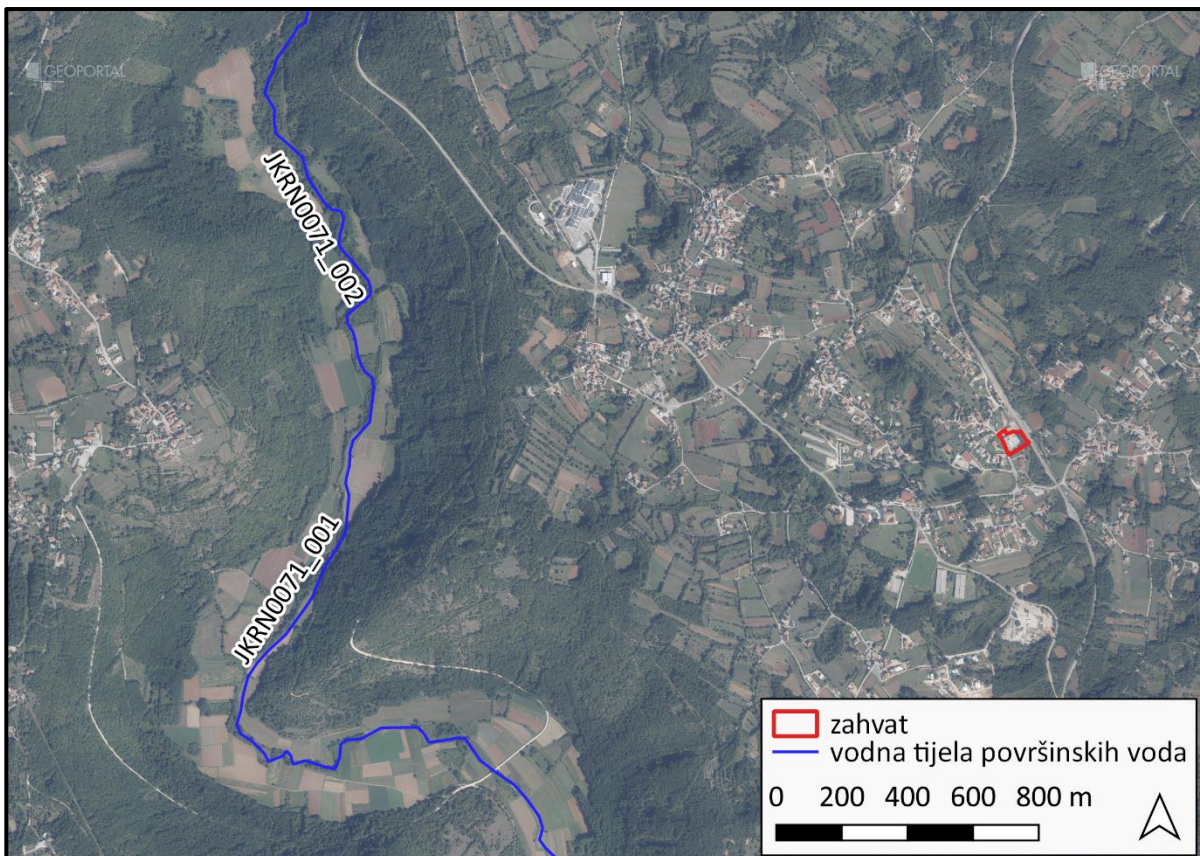 GEOPORTAL
GEOPORTAL
JKRN0071_002
JKRN0071_001
zahvat
vodna tijela površinskih voda
0 200 400 600 800 m